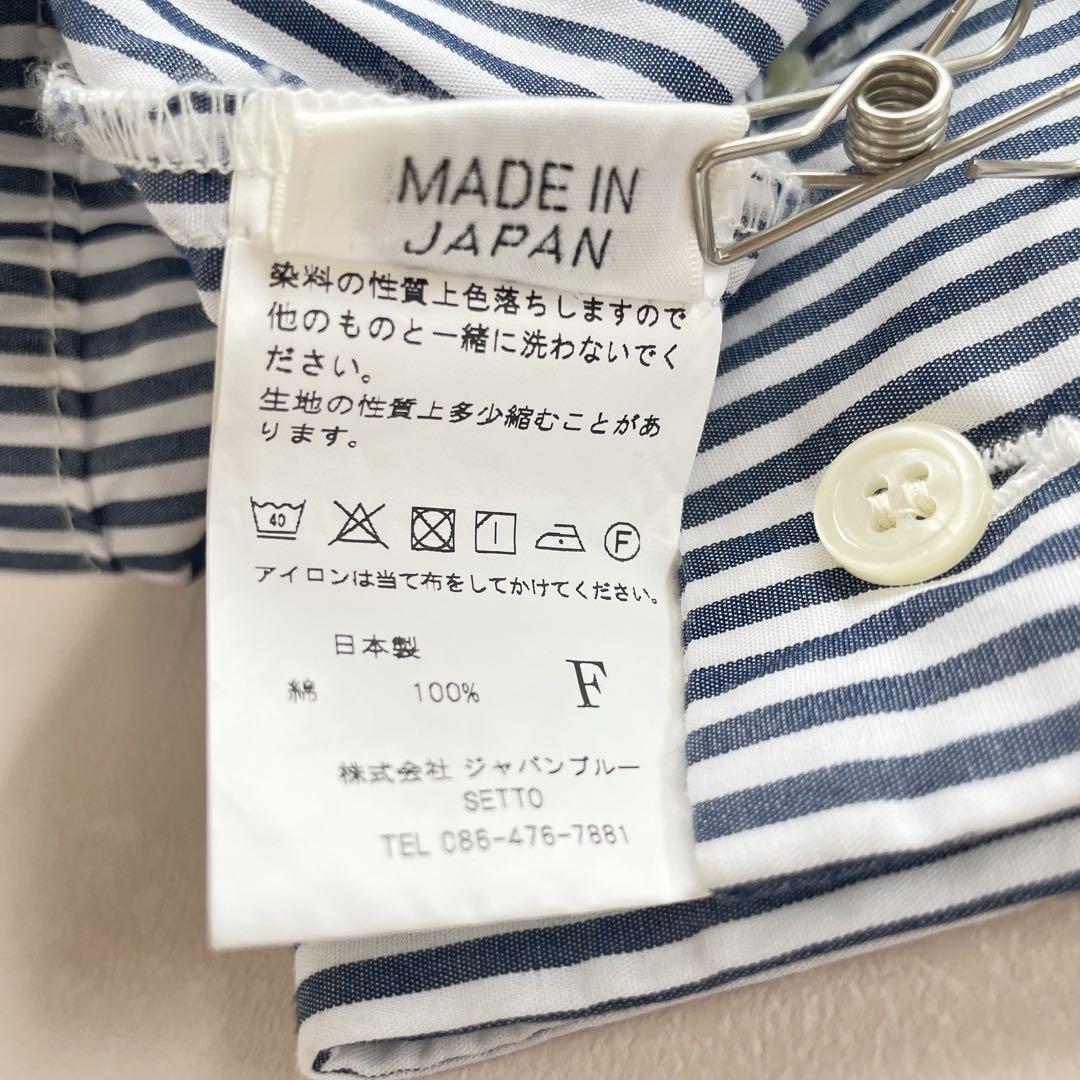 MADE IN
JAPAN
染料の性質上色落ちしますので
他のものと一緒に洗わないでく
ださい。
生地の性質上多少縮むことがあ
ります。
40 F
アイロンは当て布をしてかけてください。
日本製
綿 100% F
株式会社 ジャパンブルー
SETTO
TEL 086-476-7881